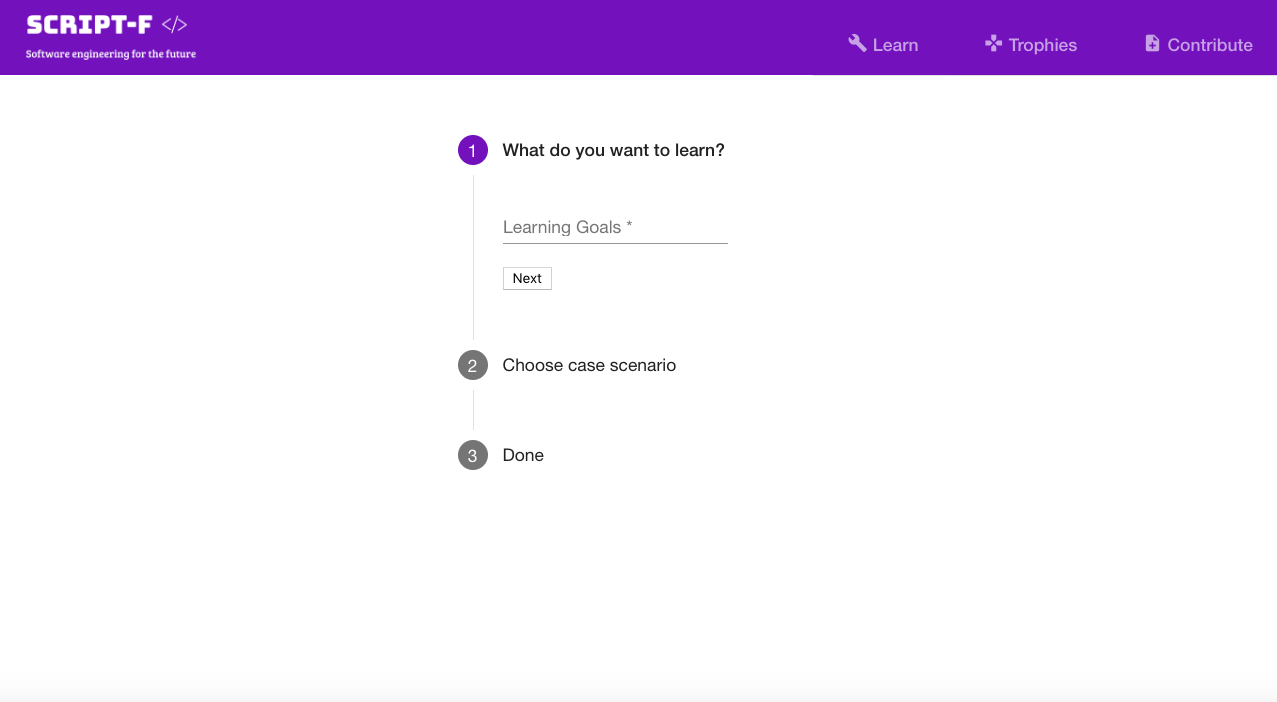 SCRIPT-F </>
Software engineering for the future
Learn
Trophies
Contribute
1 What do you want to learn?
Learning Goals *
Next
2 Choose case scenario
3 Done